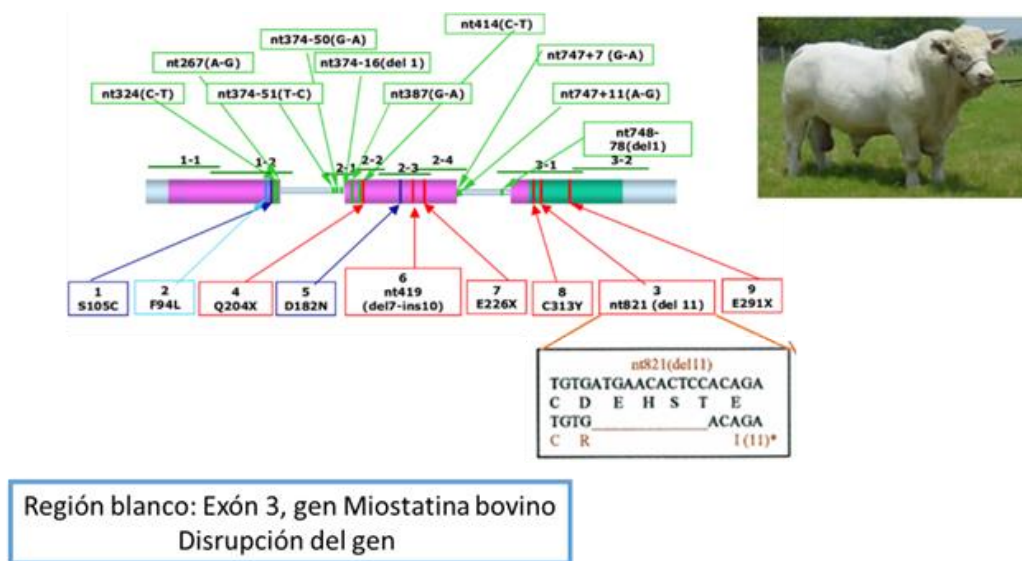 nt414(C-T)
nt374-50(G-A)
nt267(A-G)
nt374-16(del 1)
nt747+7 (G-A)
nt324(C-T)
nt374-51(T-C)
nt387(G-A)
nt747+11(A-G)
nt748-
78(del1)
1-1
1-2
2-1
2-2
2-3
2-4
3-1
3-2
1
S105C
2
F94L
4
Q204X
5
D182N
6
nt419
(del7-ins10)
7
E226X
8
C313Y
3
nt821 (del 11)
9
E291X
nt821(del11)
TGTGATGAACACTCCACAGA
C D E H S T E
TGTG______________ACAGA
C R I (11)*
Región blanco: Exón 3, gen Miostatina bovino
Disrupción del gen